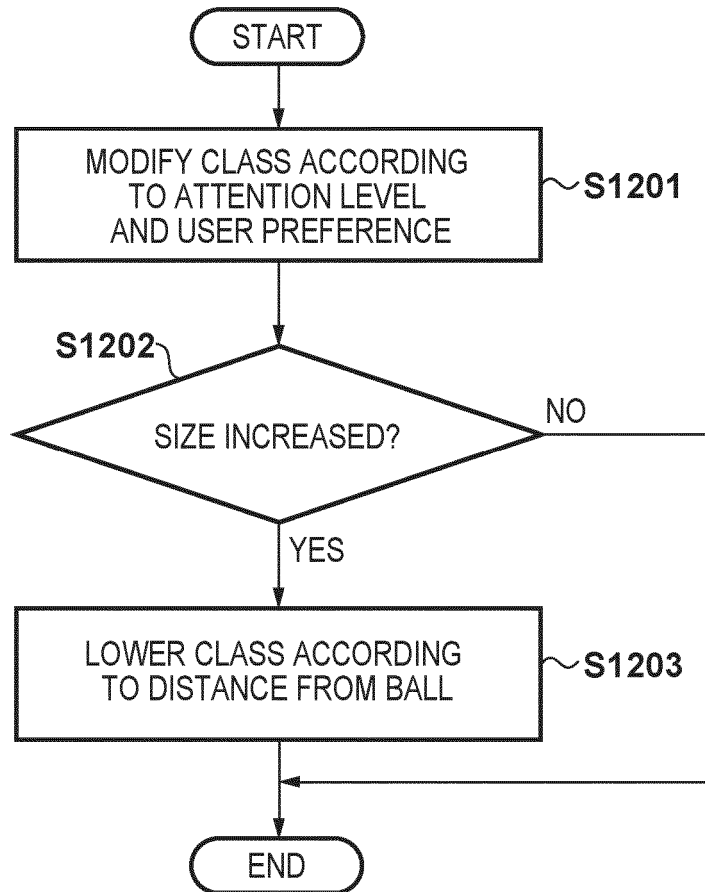 START
MODIFY CLASS ACCORDING
TO ATTENTION LEVEL
AND USER PREFERENCE
S1201
S1202
SIZE INCREASED?
NO
YES
LOWER CLASS ACCORDING
TO DISTANCE FROM BALL
S1203
END